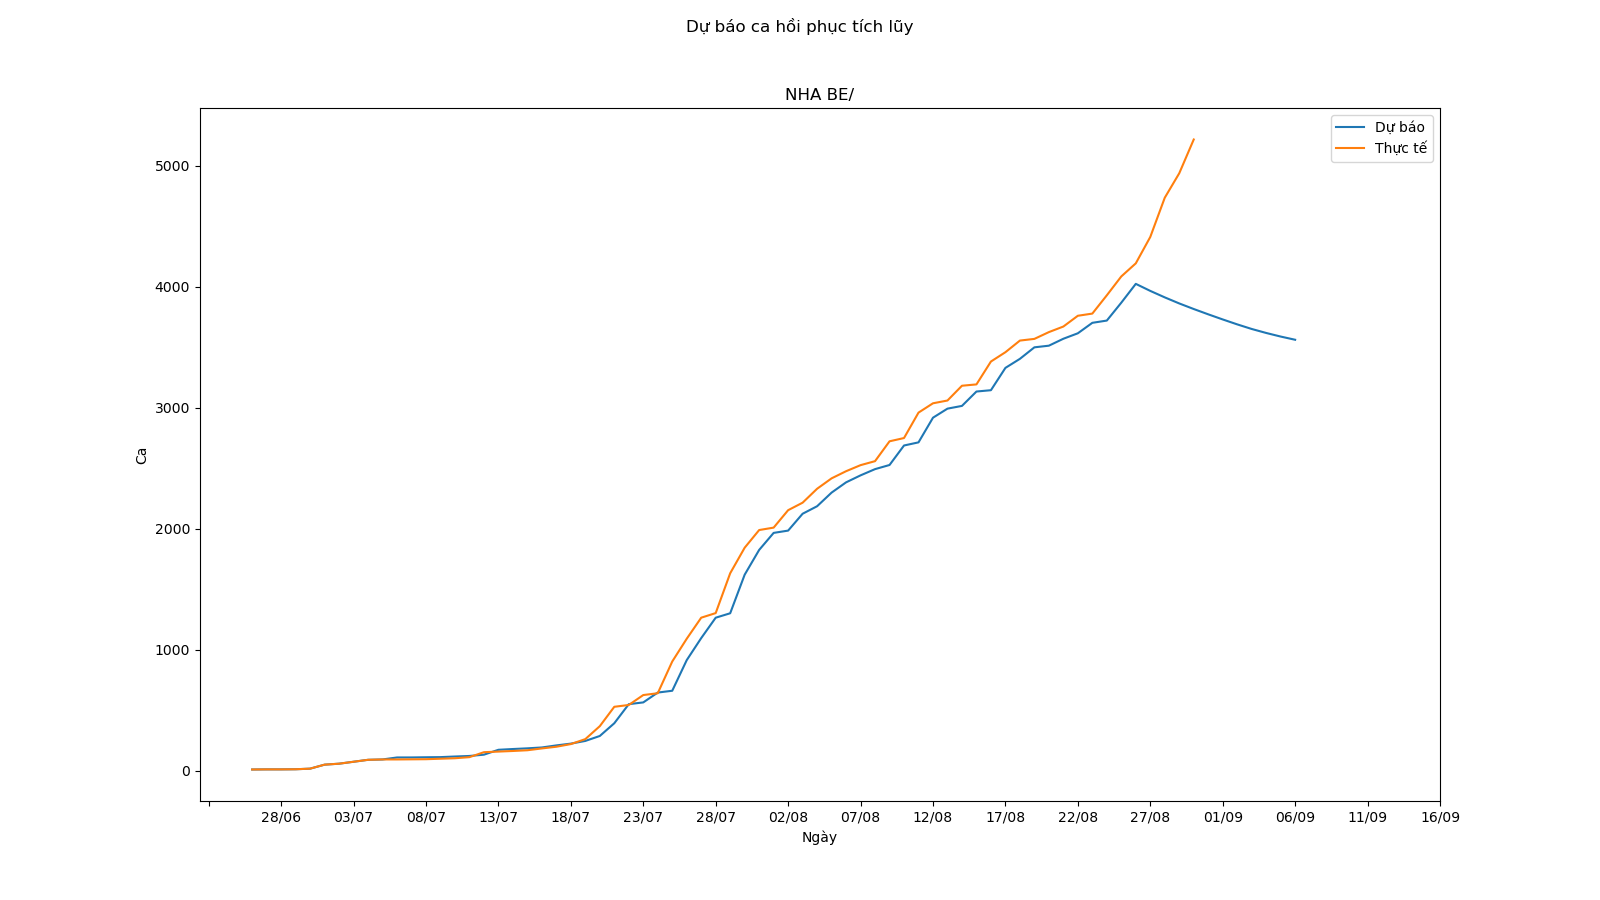 Dự báo ca hồi phục tích lũy
NHA BE/
Dự báo
Thực tế
5000
4000
3000
2000
1000
0
Ca
28/06 03/07 08/07 13/07 18/07 23/07 28/07 02/08 07/08 12/08 17/08 22/08 27/08 01/09 06/09 11/09 16/09
Ngày